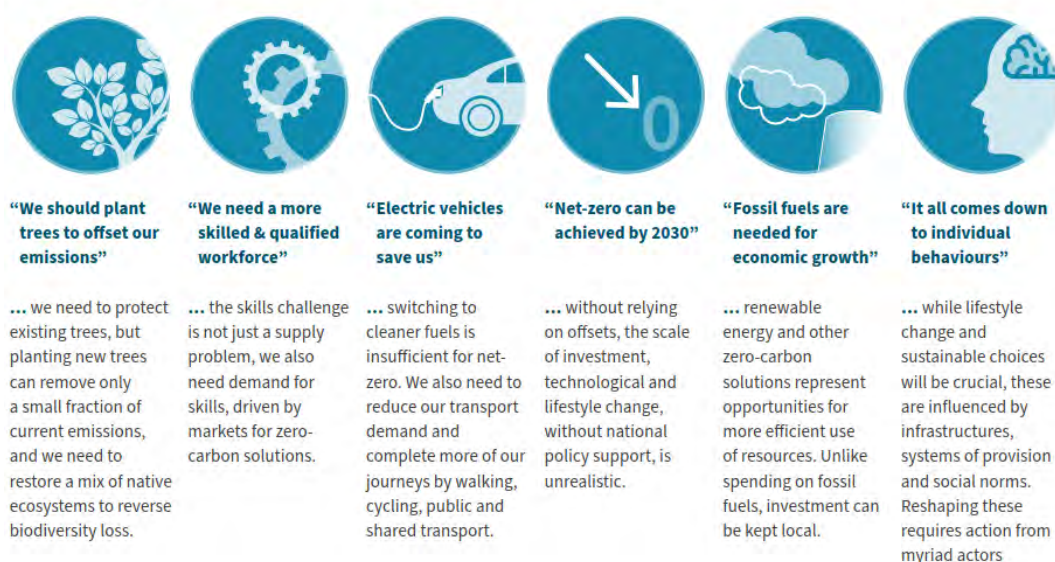 0
“We should plant
trees to offset our
emissions”
... we need to protect
existing trees, but
planting new trees
can remove only
a small fraction of
current emissions,
and we need to
restore a mix of native
ecosystems to reverse
biodiversity loss.
“We need a more
skilled & qualified
workforce”
... the skills challenge
is not just a supply
problem, we also
need demand for
skills, driven by
markets for zero-
carbon solutions.
“Electric vehicles
are coming to
save us”
... switching to
cleaner fuels is
insufficient for net-
zero. We also need to
reduce our transport
demand and
complete more of our
journeys by walking,
cycling, public and
shared transport.
“Net-zero can be
achieved by 2030”
... without relying
on offsets, the scale
of investment,
technological and
lifestyle change,
without national
policy support, is
unrealistic.
“Fossil fuels are
needed for
economic growth”
... renewable
energy and other
zero-carbon
solutions represent
opportunities for
more efficient use
of resources. Unlike
spending on fossil
fuels, investment can
be kept local.
“It all comes down
to individual
behaviours”
... while lifestyle
change and
sustainable choices
will be crucial, these
are influenced by
infrastructures,
systems of provision
and social norms.
Reshaping these
requires action from
myriad actors